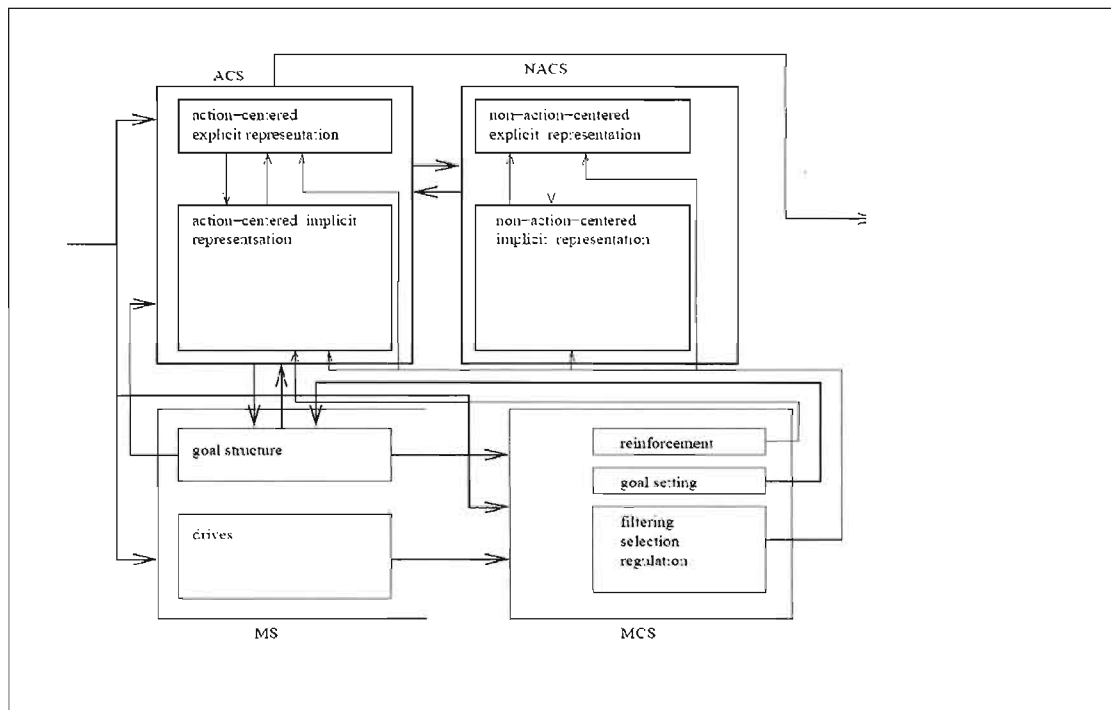 ACS
NACS
action-centered
explicit representation
non-action-centered
explicit representation
action-centered implicit
representsation
non-action-centered
implicit representation
goal structure
drives
reinforcement
goal setting
filtering
selection
regulation
MS
MCS